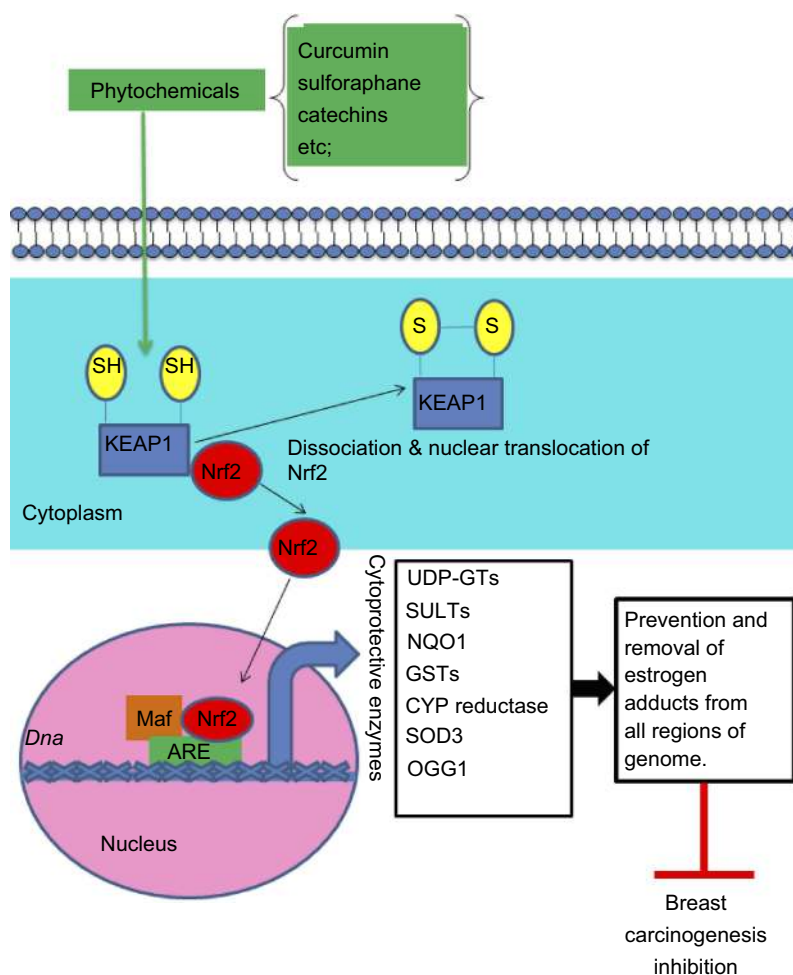 Phytochemicals
Curcumin
sulforaphane
catechins
etc;
SH
SH
KEAP1
Nrf2
S
S
KEAP1
Dissociation & nuclear translocation of
Nrf2
Cytoplasm
Nrf2
Cytoprotective enzymes
UDP-GTs
SULTs
NQO1
GSTs
CYP reductase
SOD3
OGG1
Prevention and
removal of
estrogen
adducts from
all regions of
genome.
Maf
Nrf2
ARE
Dna
Nucleus
Breast
carcinogenesis
inhibition